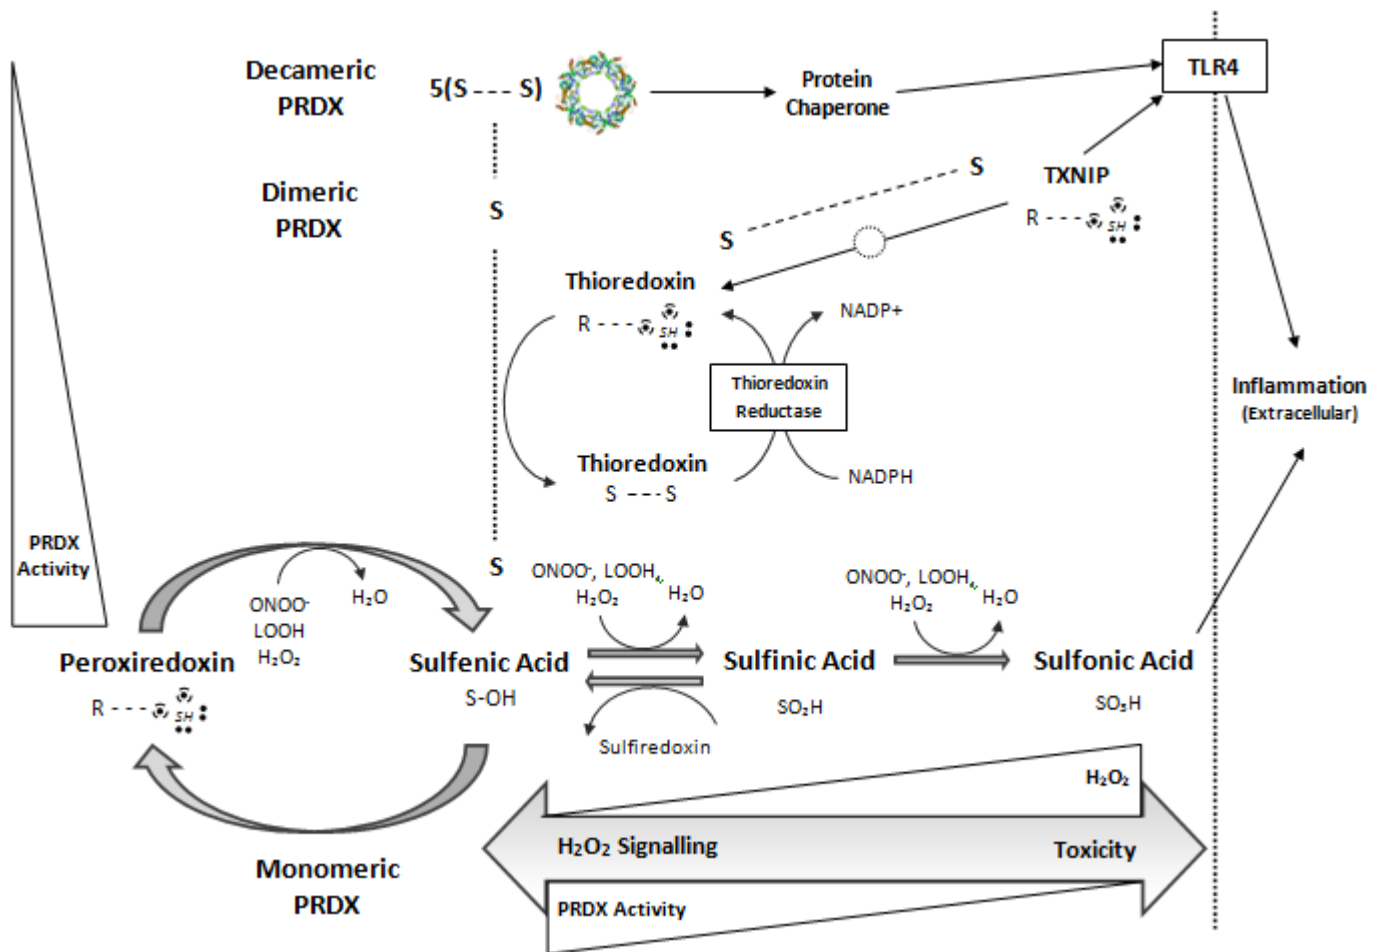 Decameric
PRDX
5(S - - - S)
Protein
Chaperone
TLR4
Dimeric
PRDX
S
S
S
TXNIP
R - - - SH
Thioredoxin
R - - - SH
NADP+
Thioredoxin
Reductase
Inflammation
(Extracellular)
Thioredoxin
S - - - S
NADPH
PRDX
Activity
S
ONOO⁻
LOOH
H₂O₂
H₂O
ONOO⁻, LOOH,
H₂O₂
H₂O
ONOO⁻, LOOH,
H₂O₂
H₂O
Peroxiredoxin
R - - - SH
Sulfenic Acid
S-OH
Sulfinic Acid
SO₂H
Sulfonic Acid
SO₃H
Sulfiredoxin
H₂O₂
H₂O₂ Signalling
Toxicity
PRDX Activity
Monomeric
PRDX